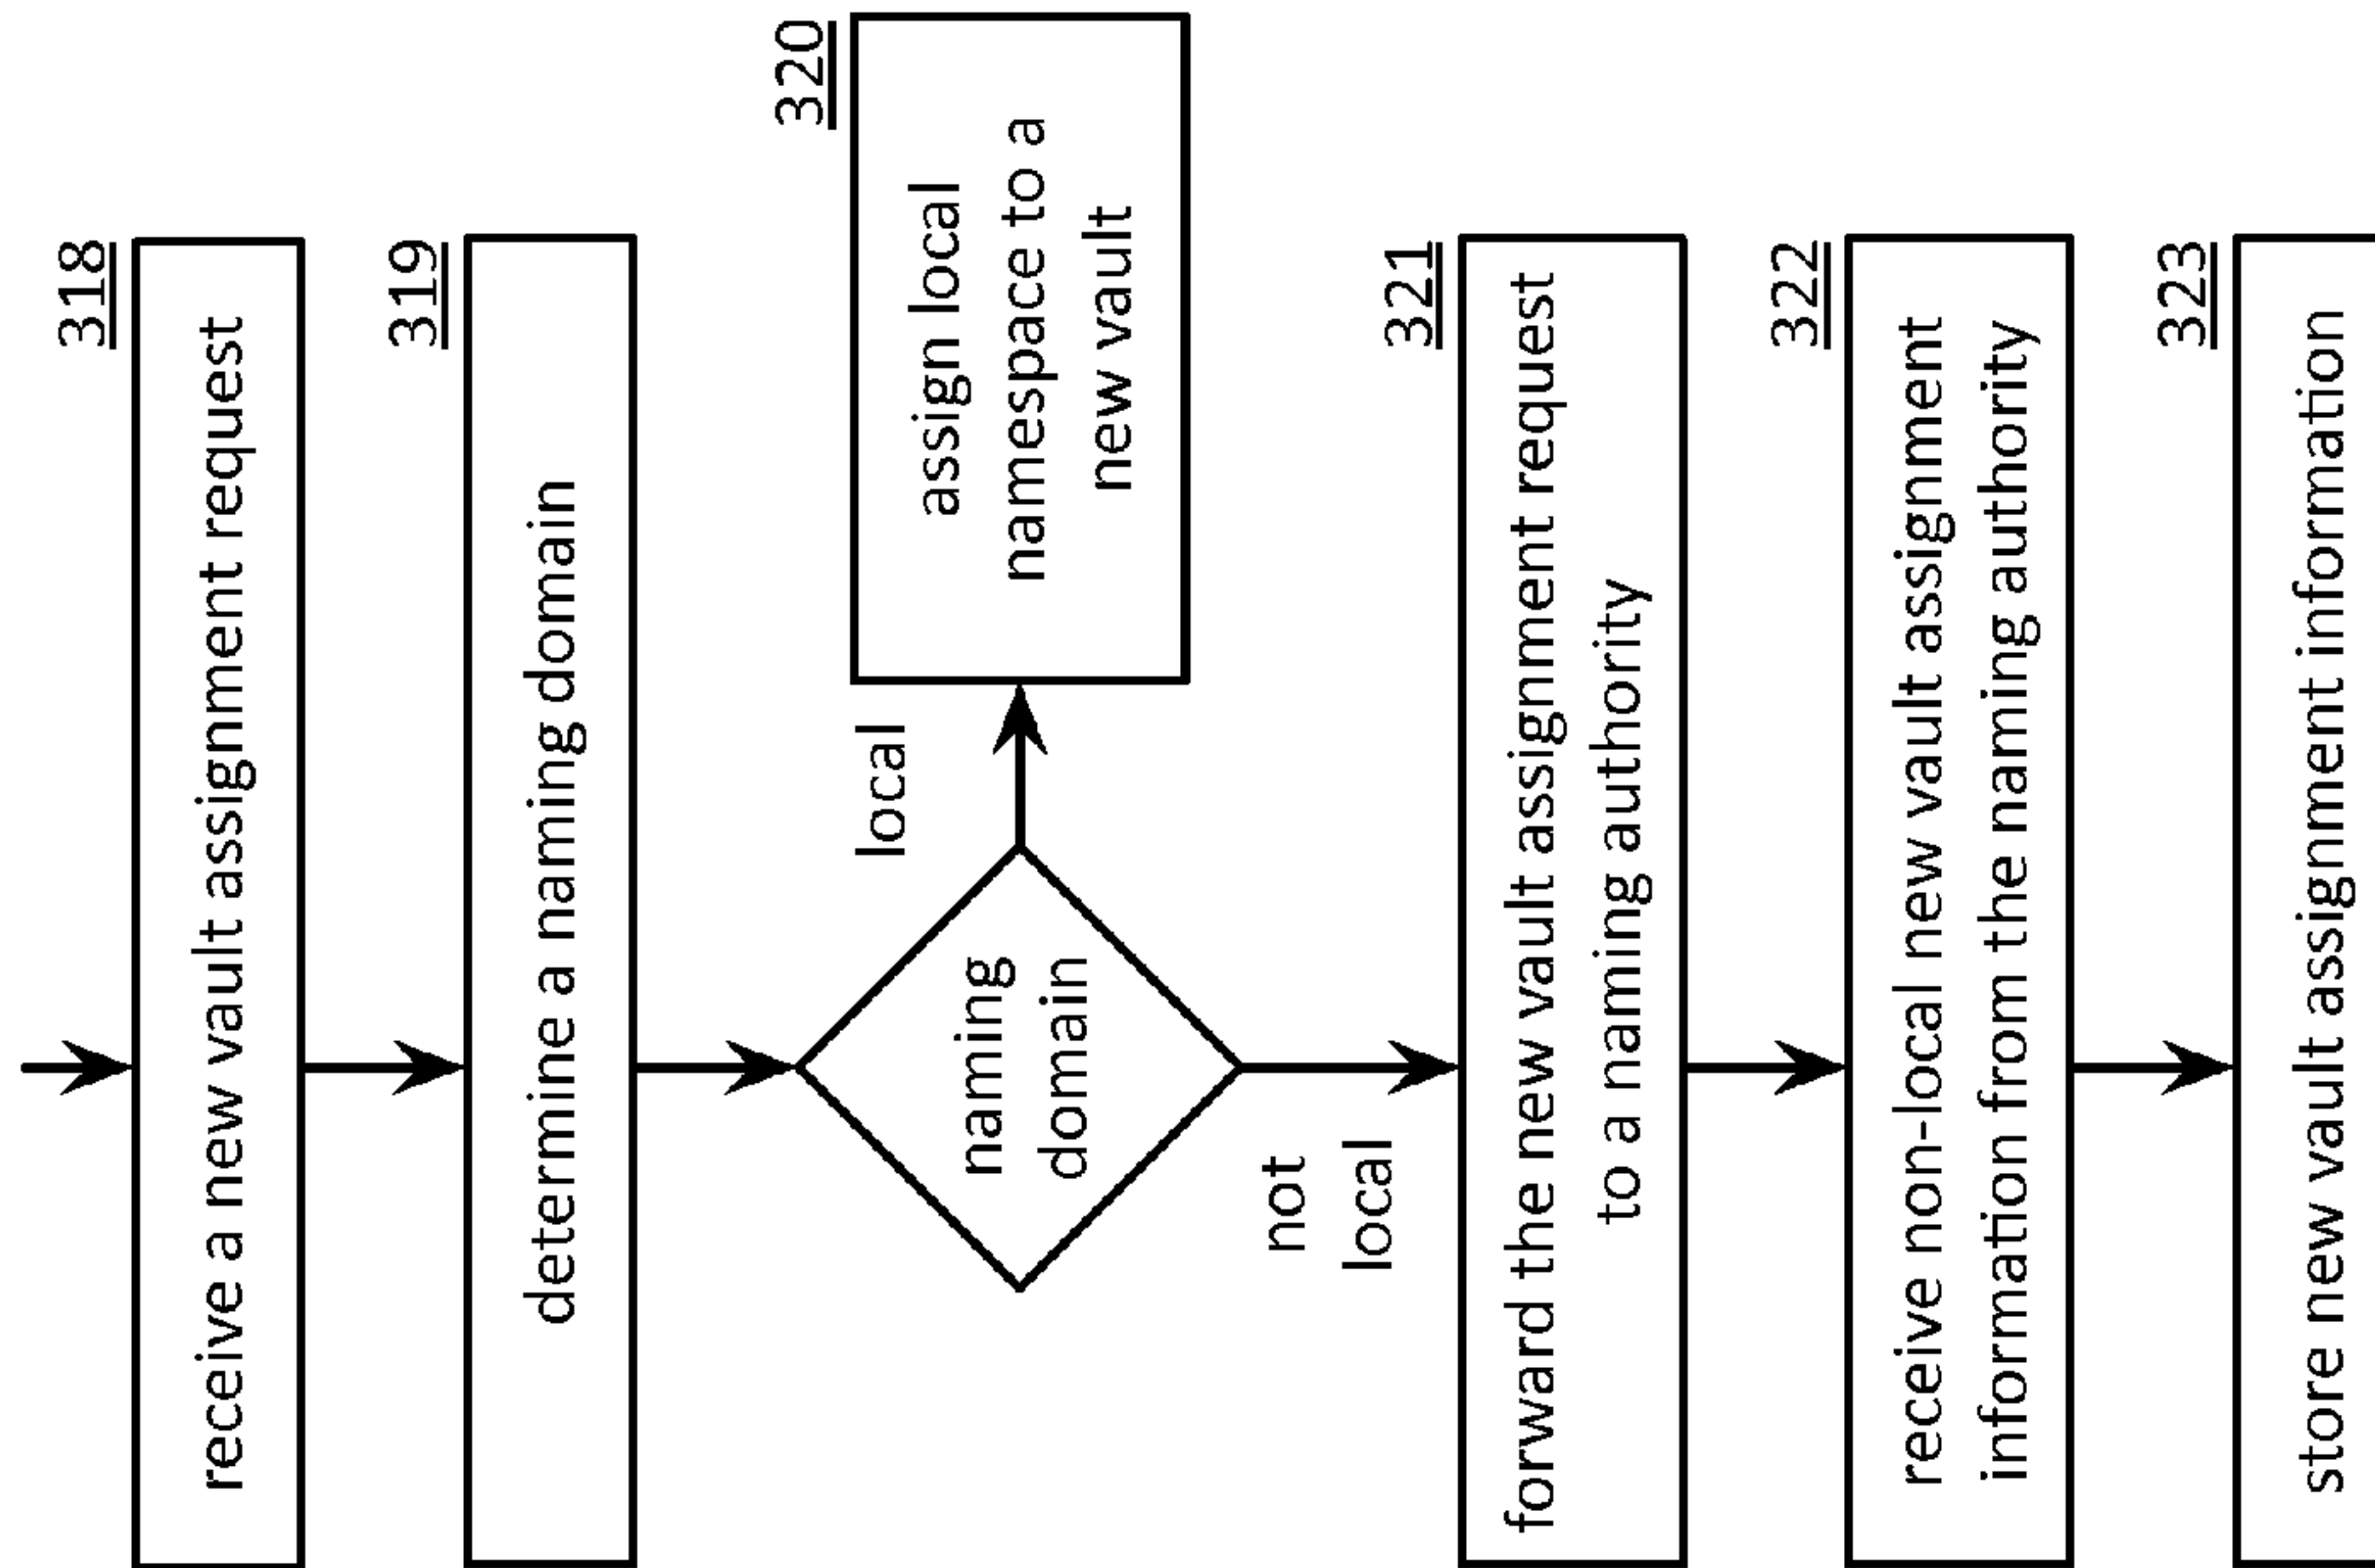 318
receive a new vault assignment request
319
determine a naming domain
naming
domain
local
320
assign local
namespace to a
new vault
not
local
321
forward the new vault assignment request
to a naming authority
322
receive non-local new vault assignment
information from the naming authority
323
store new vault assignment information